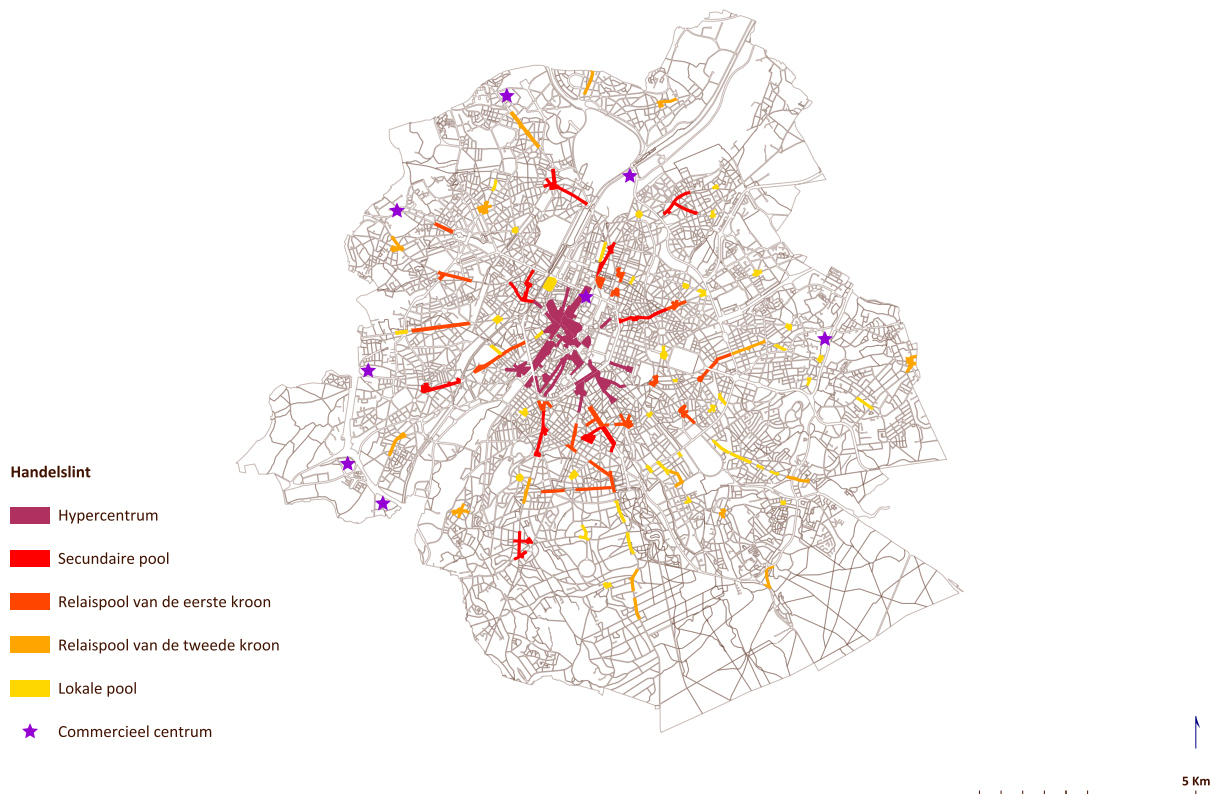 Handelslint
Hypercentrum
Secundaire pool
Relaispool van de eerste kroon
Relaispool van de tweede kroon
Lokale pool
Commercieel centrum
5 Km